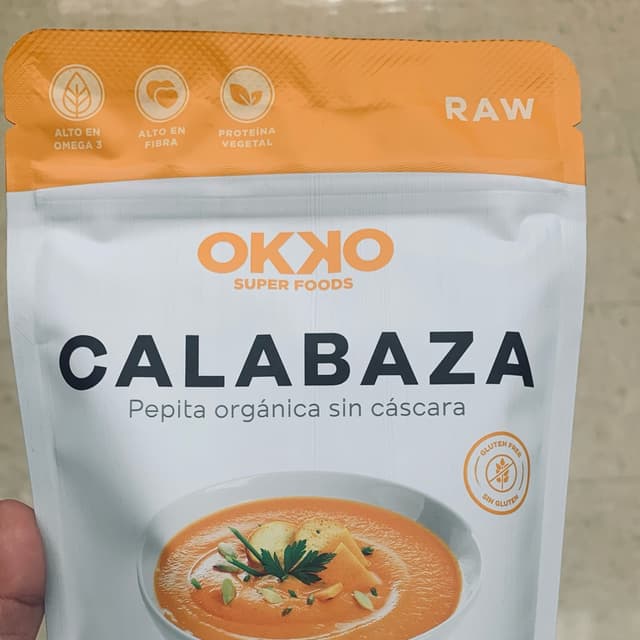 ALTO EN
OMEGA 3
ALTO EN
FIBRA
PROTEÍNA
VEGETAL
RAW
OKKO
SUPER FOODS
CALABAZA
Pepita orgánica sin cáscara
GLUTEN FREE
SIN GLUTEN